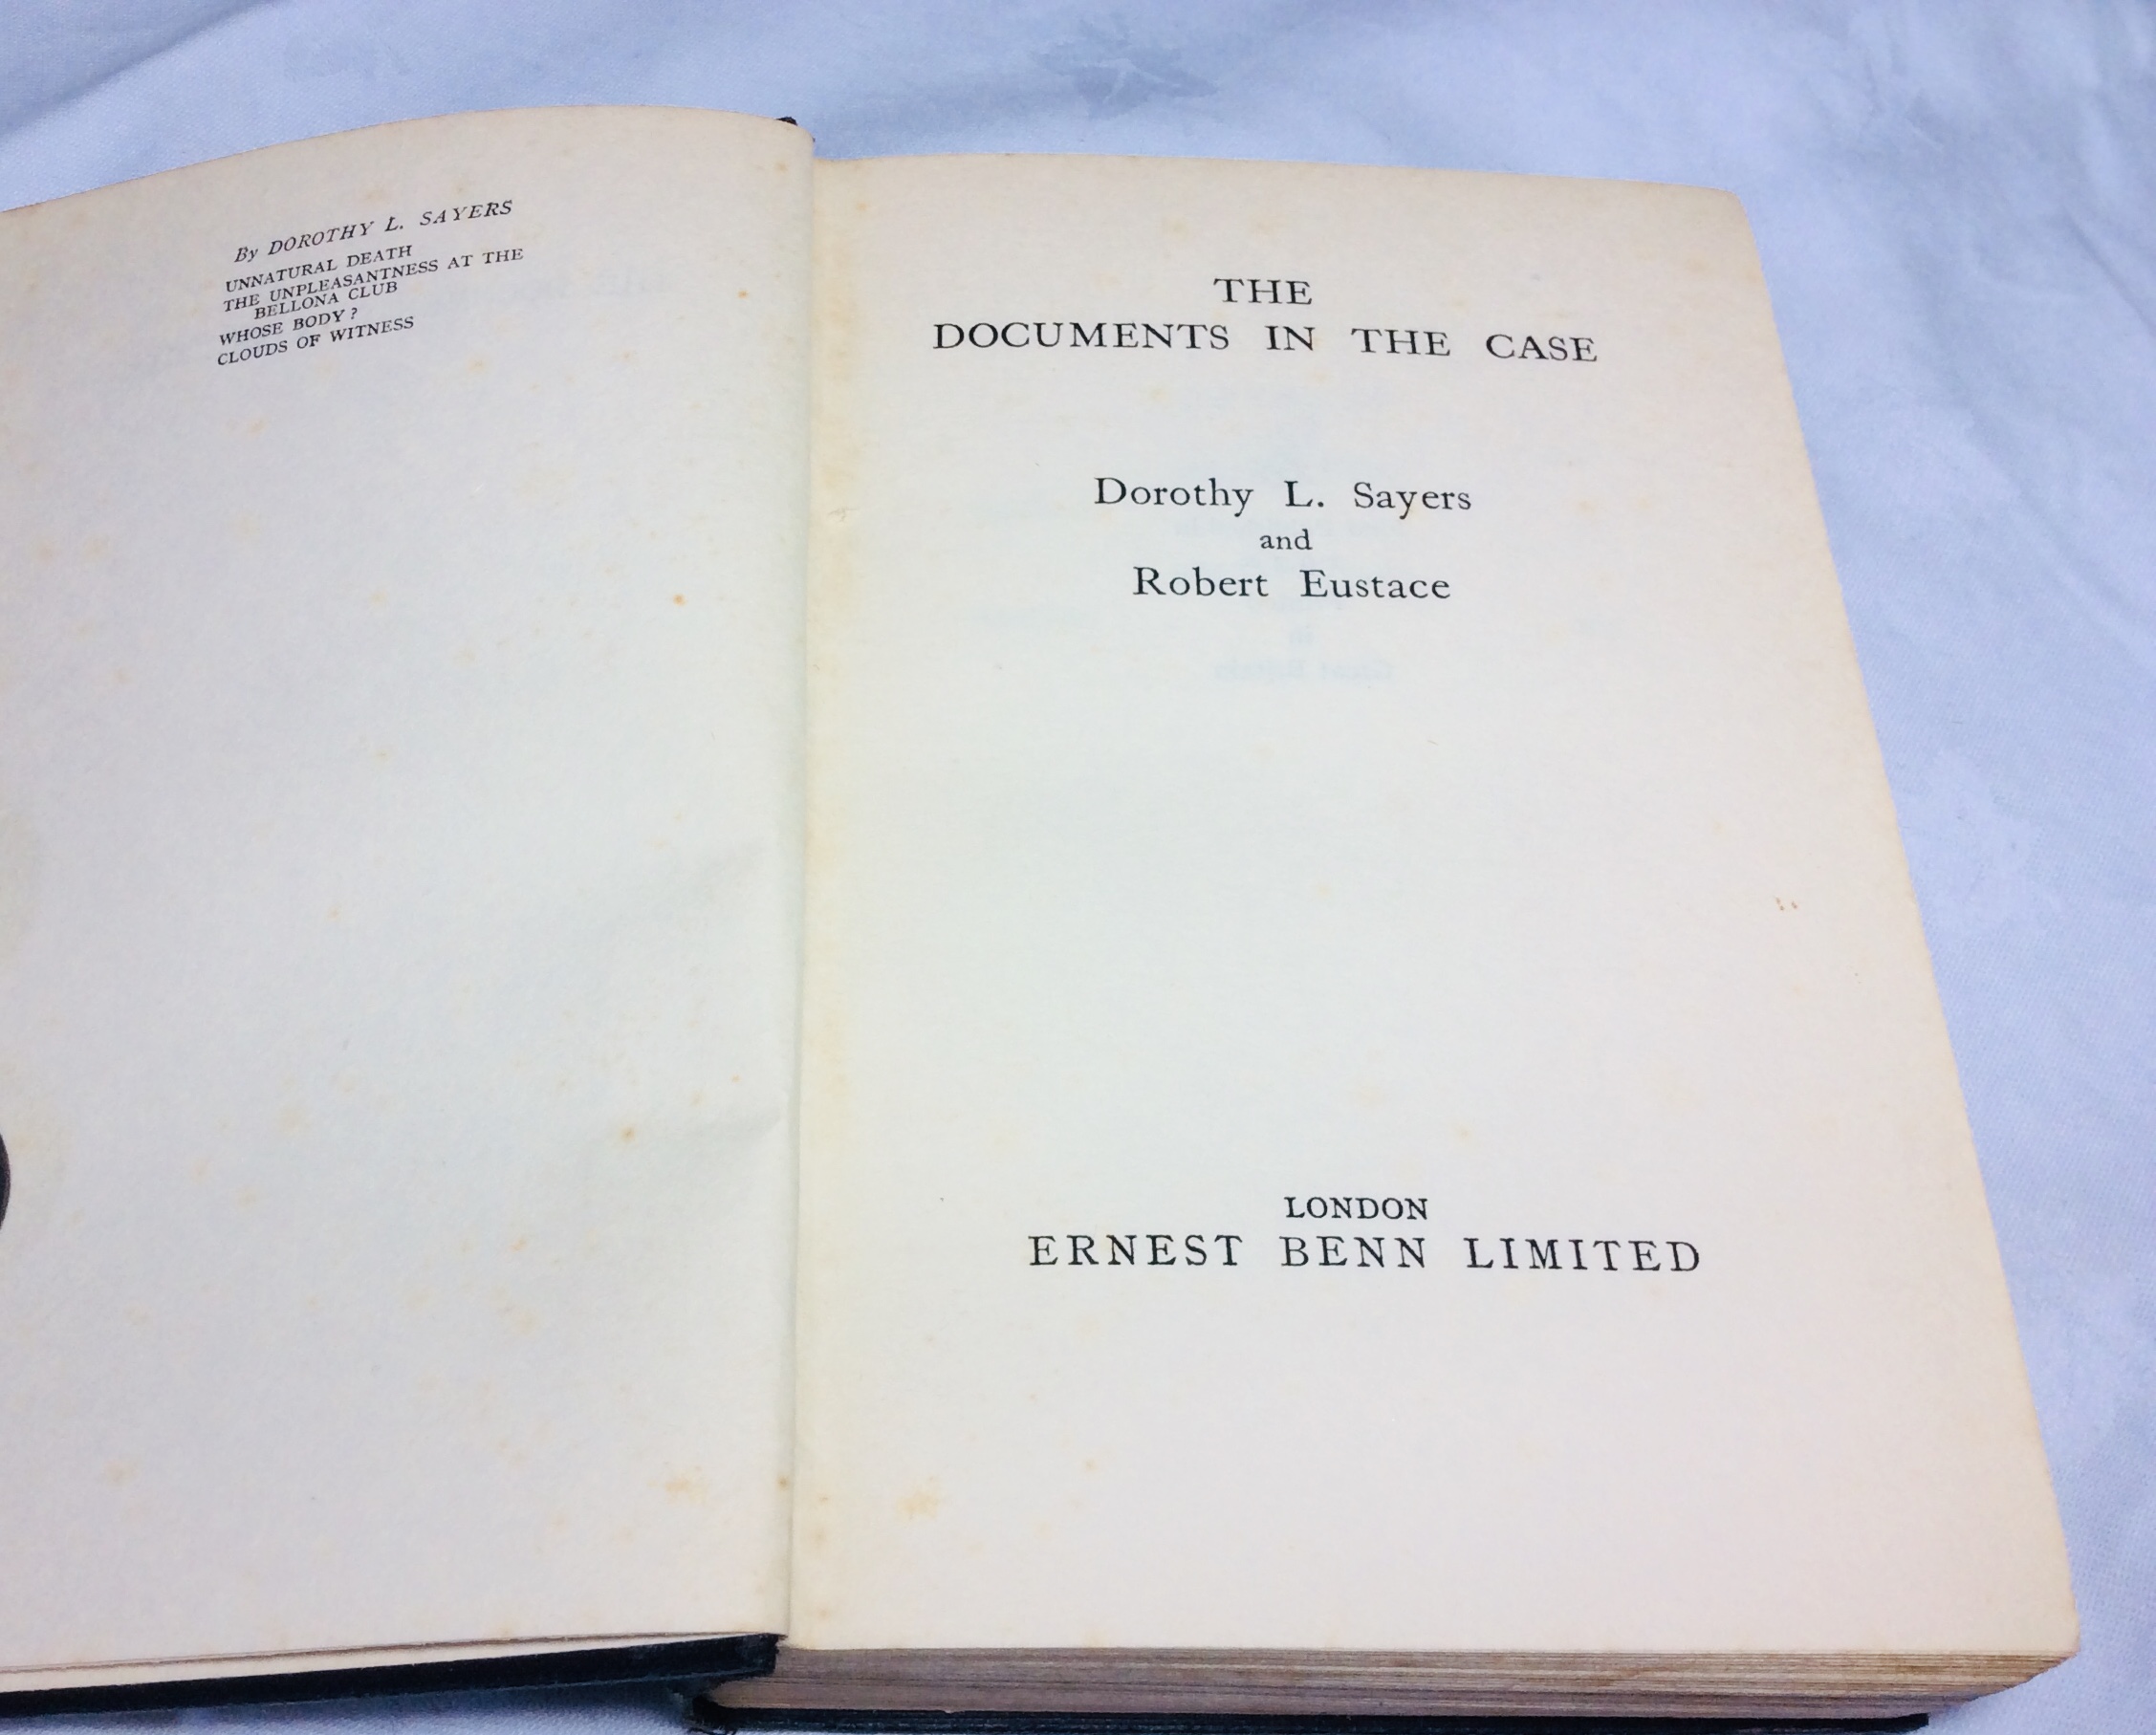 By DOROTHY L. SAYERS
UNNATURAL DEATH
THE UNPLEASANTNESS AT THE
BELLONA CLUB
WHOSE BODY?
CLOUDS OF WITNESS
THE
DOCUMENTS IN THE CASE
Dorothy L. Sayers
and
Robert Eustace
LONDON
ERNEST BENN LIMITED